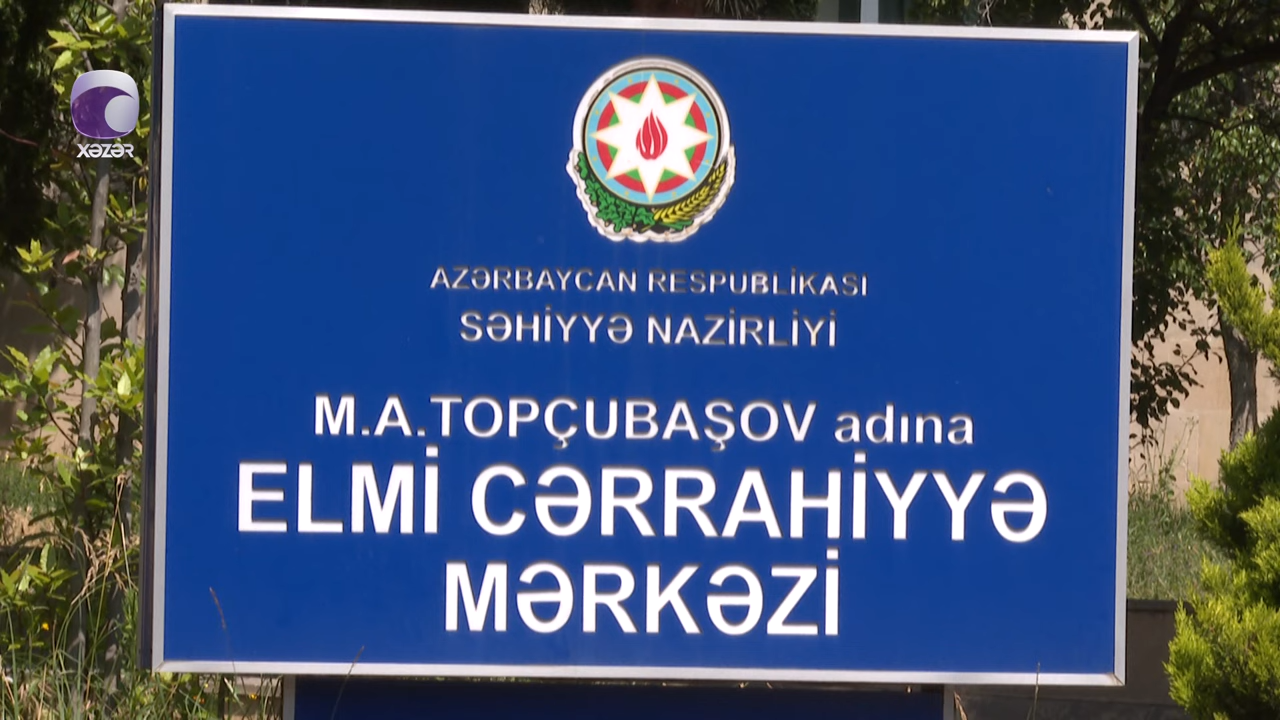 XƏZƏR
AZƏRBAYCAN RESPUBLİKASI
SƏHİYYƏ NAZİRLİYİ
M.A.TOPÇUBAŞOV adına
ELMİ CƏRRAHİYYƏ
MƏRKƏZİ